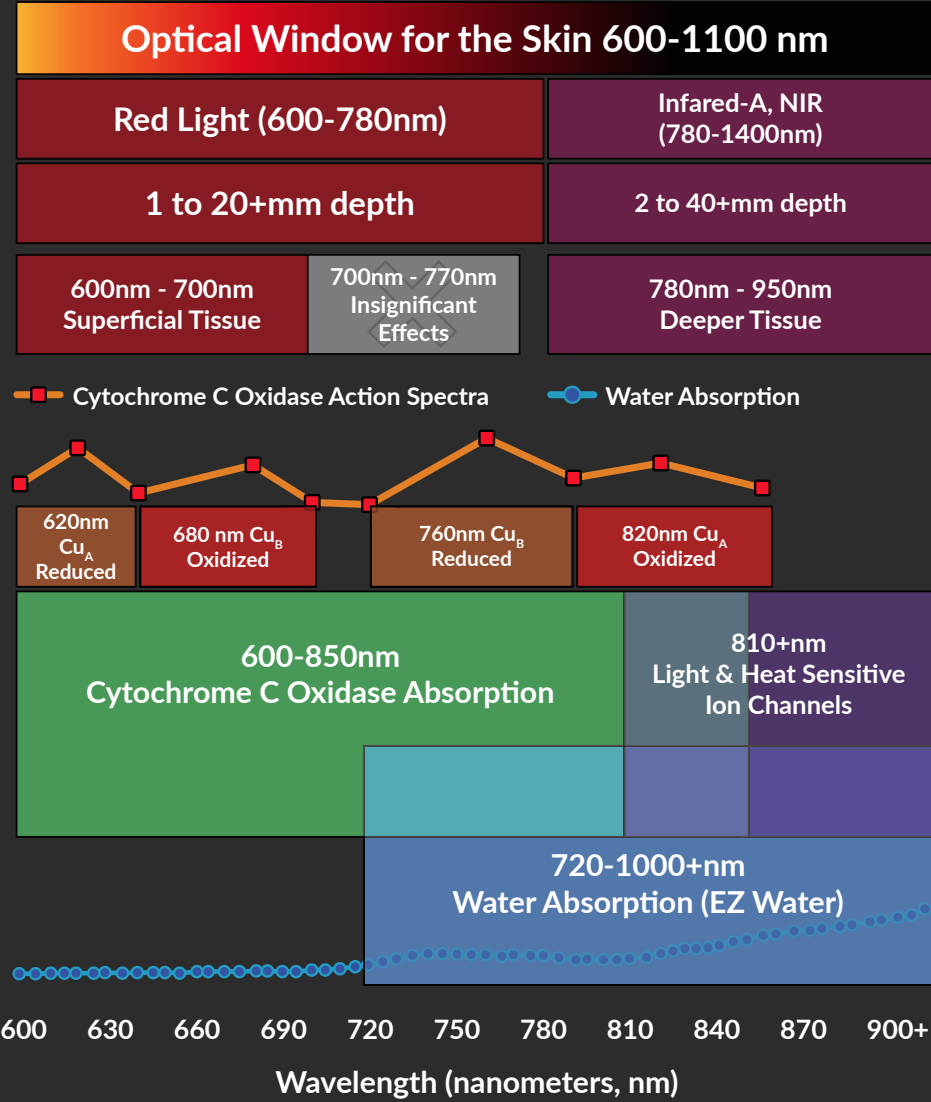 Optical Window for the Skin 600-1100 nm
Red Light (600-780nm)
Infared-A, NIR
(780-1400nm)
1 to 20+mm depth
2 to 40+mm depth
600nm - 700nm
Superficial Tissue
700nm - 770nm
Insignificant
Effects
780nm - 950nm
Deeper Tissue
Cytochrome C Oxidase Action Spectra
Water Absorption
620nm
CuA
Reduced
680 nm CuB
Oxidized
760nm CuB
Reduced
820nm CuA
Oxidized
600-850nm
Cytochrome C Oxidase Absorption
810+nm
Light & Heat Sensitive
Ion Channels
720-1000+nm
Water Absorption (EZ Water)
600 630 660 690 720 750 780 810 840 870 900+
Wavelength (nanometers, nm)